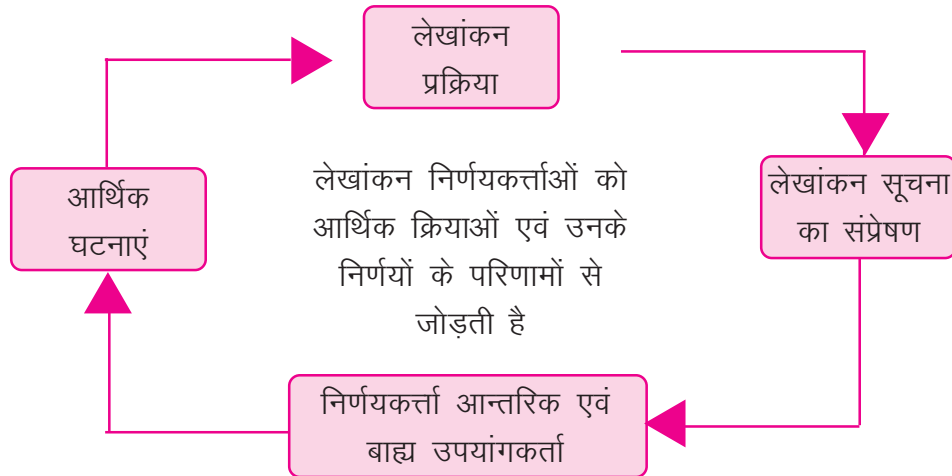 लेखांकन
प्रक्रिया
आर्थिक
घटनाएं
लेखांकन निर्णयकर्त्ताओं को
आर्थिक क्रियाओं एवं उनके
निर्णयों के परिणामों से
जोड़ती है
लेखांकन सूचना
का संप्रेषण
निर्णयकर्त्ता आन्तरिक एवं
बाह्य उपयांगकर्ता